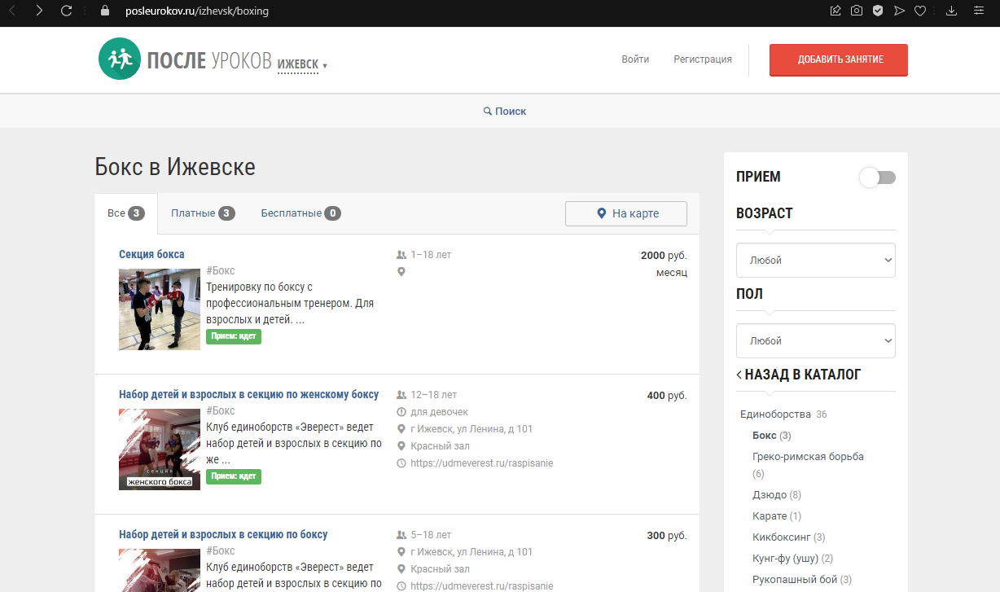 posleurokov.ru/izhevsk/boxing
ПОСЛЕ УРОКОВ ИЖЕВСК ▾
Войти
Регистрация
ДОБАВИТЬ ЗАНЯТИЕ
Поиск
Бокс в Ижевске
Все 3
Платные 3
Бесплатные 0
На карте
Секция бокса
#Бокс
Тренировку по боксу с
профессиональным тренером. Для
взрослых и детей. ...
Прием: идет
1–18 лет
2000 руб.
месяц
Набор детей и взрослых в секцию по женскому боксу
#Бокс
Клуб единоборств «Эверест» ведет
набор детей и взрослых в секцию по
же ...
Прием: идет
секция
женского бокса
12–18 лет
для девочек
г Ижевск, ул Ленина, д 101
Красный зал
https://udmeverest.ru/raspisanie
400 руб.
Набор детей и взрослых в секцию по боксу
#Бокс
Клуб единоборств «Эверест» ведет
набор детей и взрослых в секцию по
5–18 лет
г Ижевск, ул Ленина, д 101
Красный зал
https://udmeverest.ru/raspisanie
300 руб.
ПРИЕМ
ВОЗРАСТ
Любой
ПОЛ
Любой
НАЗАД В КАТАЛОГ
Единоборства 36
Бокс (3)
Греко-римская борьба
(6)
Дзюдо (8)
Карате (1)
Кикбоксинг (3)
Кунг-фу (ушу) (2)
Рукопашный бой (3)